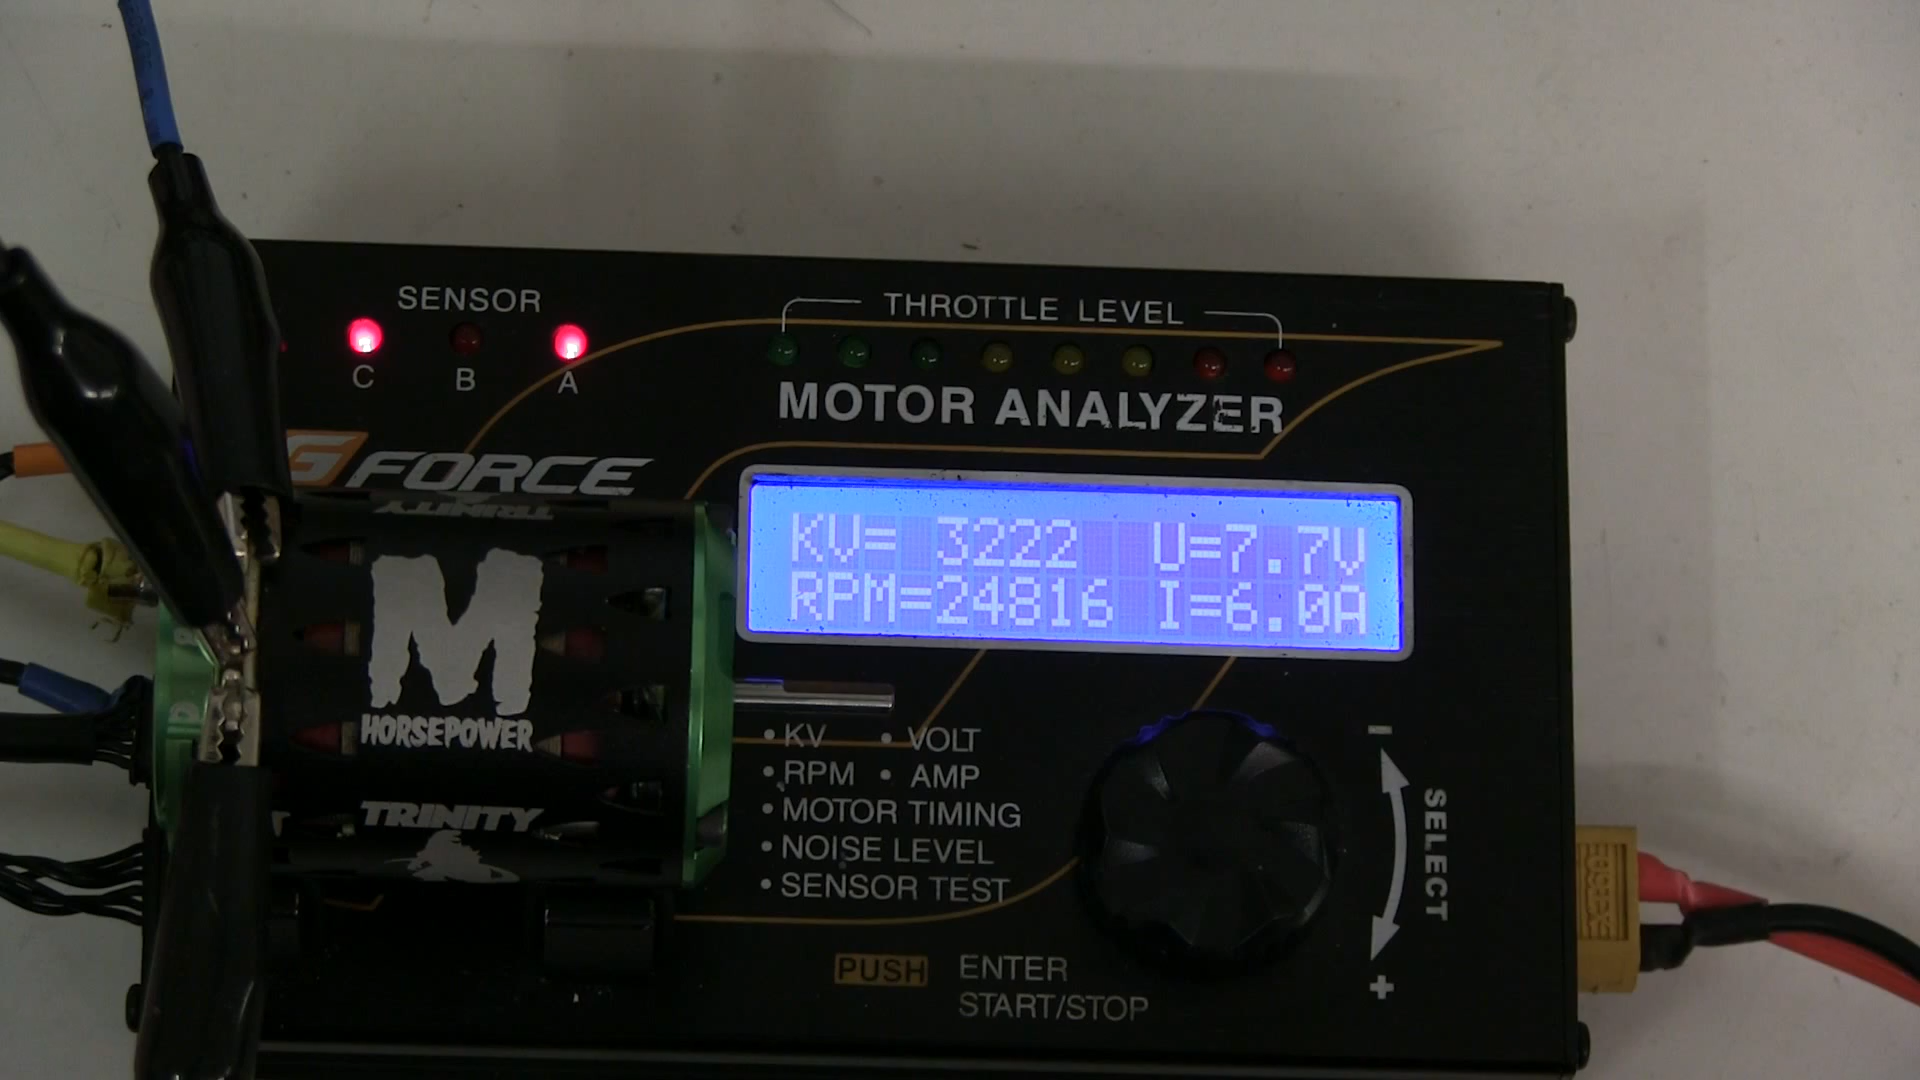 SENSOR
C B A
THROTTLE LEVEL
MOTOR ANALYZER
G FORCE
TRINITY
M
HORSEPOWER
TRINITY
KV= 3222 U=7.7V
RPM=24816 I=6.0A
• KV • VOLT
• RPM • AMP
• MOTOR TIMING
• NOISE LEVEL
• SENSOR TEST
PUSH ENTER
START/STOP
-
SELECT
+